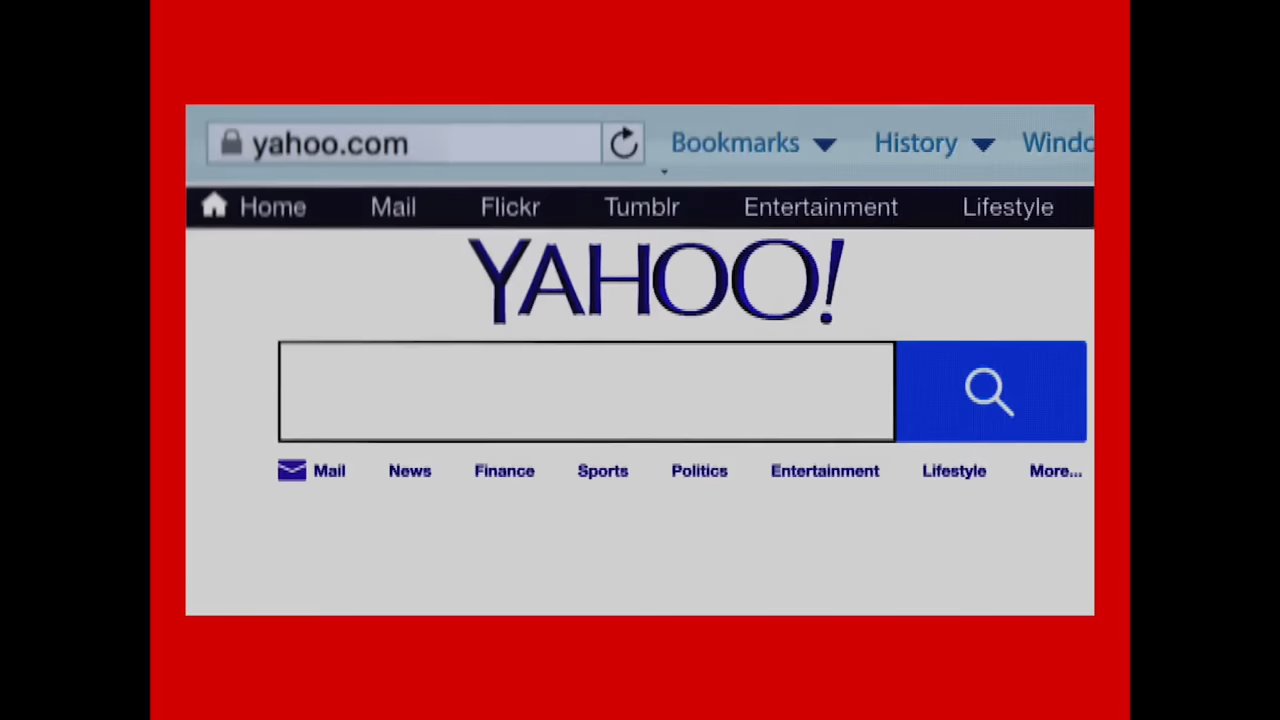 yahoo.com Bookmarks History Windo
Home Mail Flickr Tumblr Entertainment Lifestyle
YAHOO!
Mail News Finance Sports Politics Entertainment Lifestyle More...